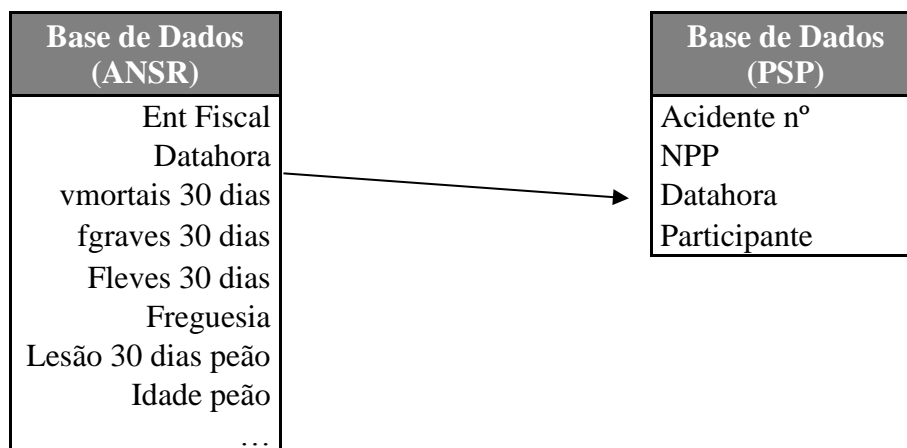 Base de Dados
(ANSR)
Ent Fiscal
Datahora
vmortais 30 dias
fgraves 30 dias
Fleves 30 dias
Freguesia
Lesão 30 dias peão
Idade peão
…
Base de Dados
(PSP)
Acidente nº
NPP
Datahora
Participante